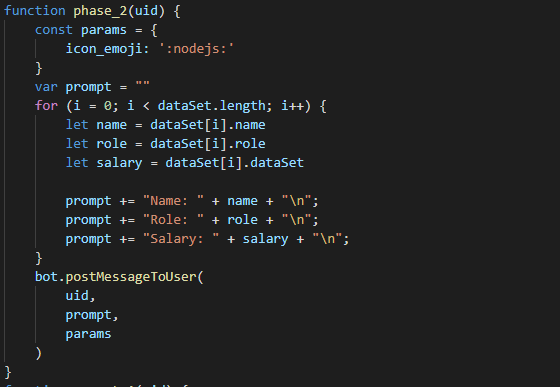 function phase_2(uid) {
    const params = {
        icon_emoji: ':nodejs:'
    }
    var prompt = ""
    for (i = 0; i < dataSet.length; i++) {
        let name = dataSet[i].name
        let role = dataSet[i].role
        let salary = dataSet[i].dataSet

        prompt += "Name: " + name + "\n";
        prompt += "Role: " + role + "\n";
        prompt += "Salary: " + salary + "\n";
    }
    bot.postMessageToUser(
        uid,
        prompt,
        params
    )
}